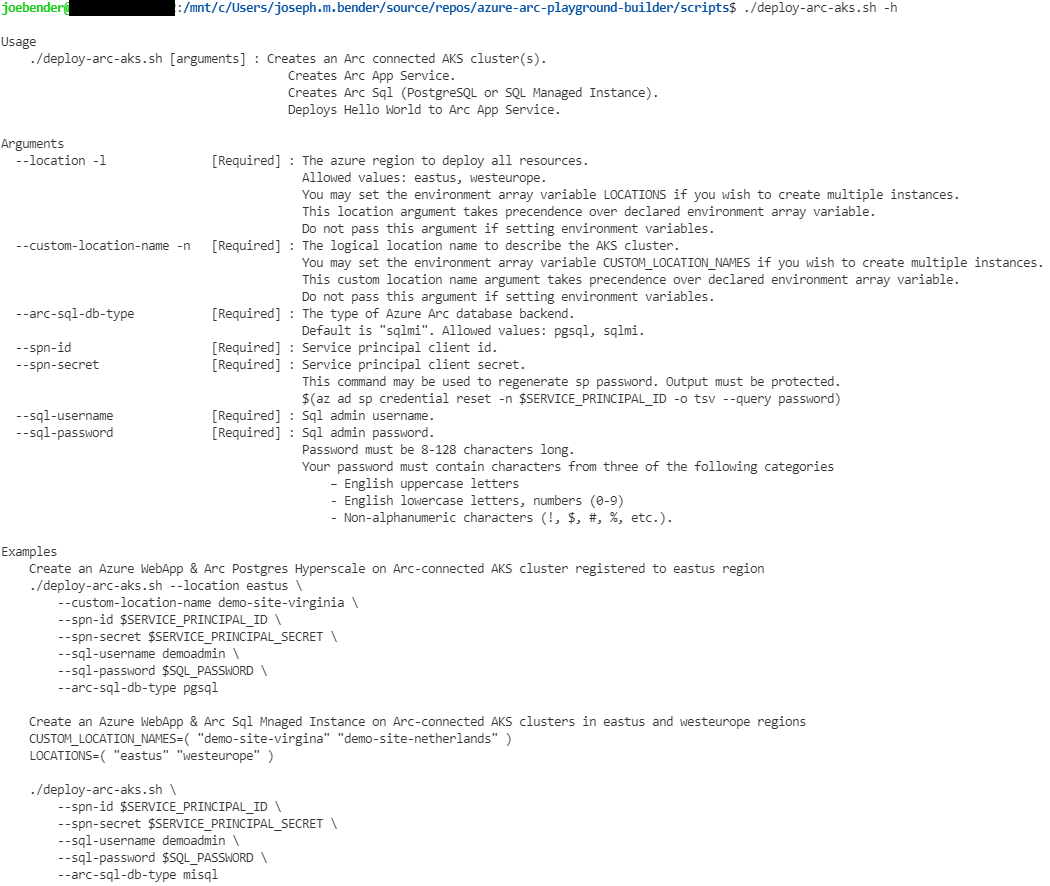 joebender@ :/mnt/c/Users/joseph.m.bender/source/repos/azure-arc-playground-builder/scripts$ ./deploy-arc-aks.sh -h
Usage
./deploy-arc-aks.sh [arguments] : Creates an Arc connected AKS cluster(s).
Creates Arc App Service.
Creates Arc Sql (PostgreSQL or SQL Managed Instance).
Deploys Hello World to Arc App Service.
Arguments
--location -l [Required] : The azure region to deploy all resources.
Allowed values: eastus, westeurope.
You may set the environment array variable LOCATIONS if you wish to create multiple instances.
This location argument takes precendence over declared environment array variable.
Do not pass this argument if setting environment variables.
--custom-location-name -n [Required] : The logical location name to describe the AKS cluster.
You may set the environment array variable CUSTOM_LOCATION_NAMES if you wish to create multiple instances.
This custom location name argument takes precendence over declared environment array variable.
Do not pass this argument if setting environment variables.
--arc-sql-db-type [Required] : The type of Azure Arc database backend.
Default is "sqlmi". Allowed values: pgsql, sqlmi.
--spn-id [Required] : Service principal client id.
--spn-secret [Required] : Service principal client secret.
This command may be used to regenerate sp password. Output must be protected.
$(az ad sp credential reset -n $SERVICE_PRINCIPAL_ID -o tsv --query password)
--sql-username [Required] : Sql admin username.
--sql-password [Required] : Sql admin password.
Password must be 8-128 characters long.
Your password must contain characters from three of the following categories
– English uppercase letters
- English lowercase letters, numbers (0-9)
- Non-alphanumeric characters (!, $, #, %, etc.).
Examples
Create an Azure WebApp & Arc Postgres Hyperscale on Arc-connected AKS cluster registered to eastus region
./deploy-arc-aks.sh --location eastus \
--custom-location-name demo-site-virginia \
--spn-id $SERVICE_PRINCIPAL_ID \
--spn-secret $SERVICE_PRINCIPAL_SECRET \
--sql-username demoadmin \
--sql-password $SQL_PASSWORD \
--arc-sql-db-type pgsql
Create an Azure WebApp & Arc Sql Mnaged Instance on Arc-connected AKS clusters in eastus and westeurope regions
CUSTOM_LOCATION_NAMES=( "demo-site-virgina" "demo-site-netherlands" )
LOCATIONS=( "eastus" "westeurope" )
./deploy-arc-aks.sh \
--spn-id $SERVICE_PRINCIPAL_ID \
--spn-secret $SERVICE_PRINCIPAL_SECRET \
--sql-username demoadmin \
--sql-password $SQL_PASSWORD \
--arc-sql-db-type misql